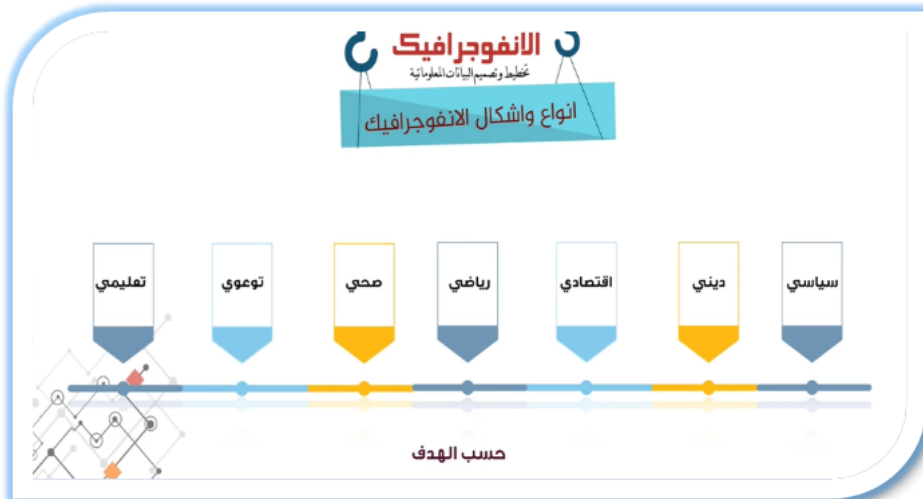 الانفوجرافيك
تخطيط وتصميم البيانات المعلوماتية
انواع واشكال الانفوجرافيك
سياسي
ديني
اقتصادي
رياضي
صحي
توعوي
تعليمي
حسب الهدف